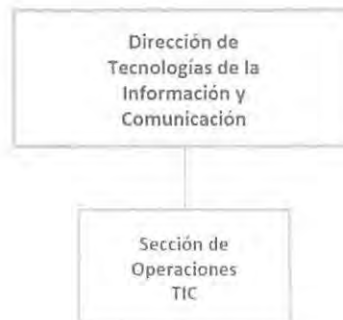 Dirección de
Tecnologías de la
Información y
Comunicación
Sección de
Operaciones
TIC